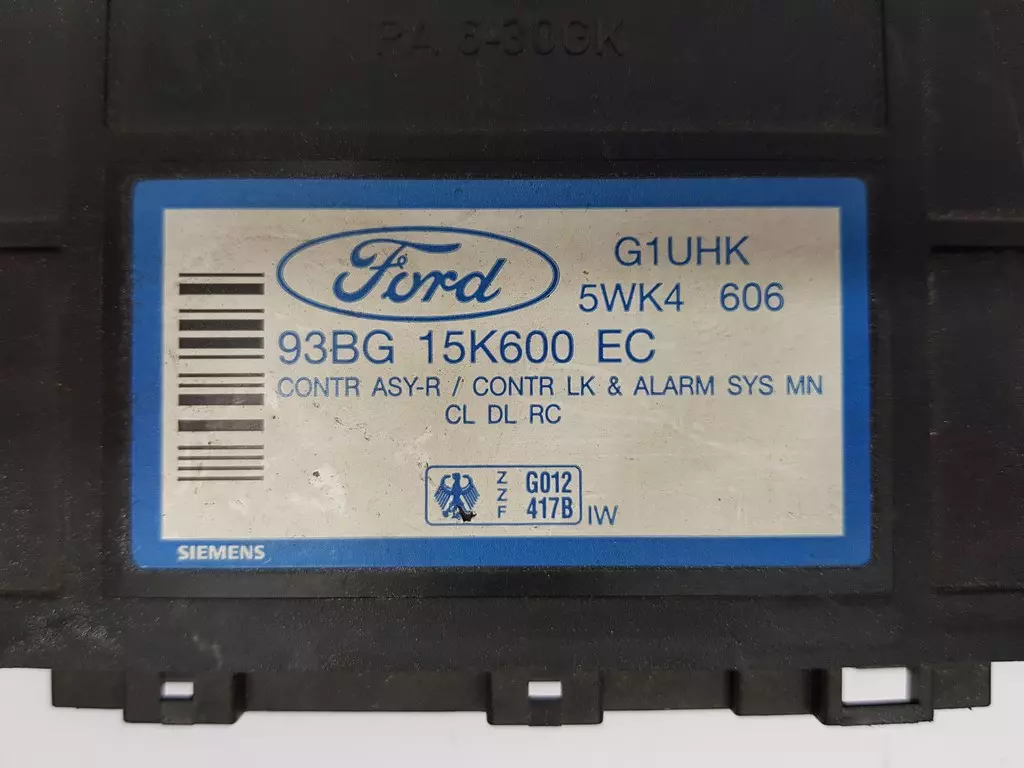 PA 6-30GK
Ford
G1UHK
5WK4 606
93BG 15K600 EC
CONTR ASY-R / CONTR LK & ALARM SYS MN
CL DL RC
ZZF
G012
417B
IW
SIEMENS